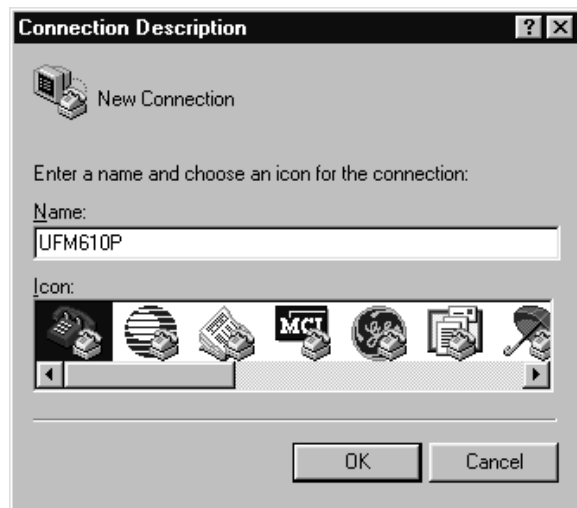 Connection Description
New Connection
Enter a name and choose an icon for the connection:
Name:
UFM610P
Icon:
MCI
OK
Cancel